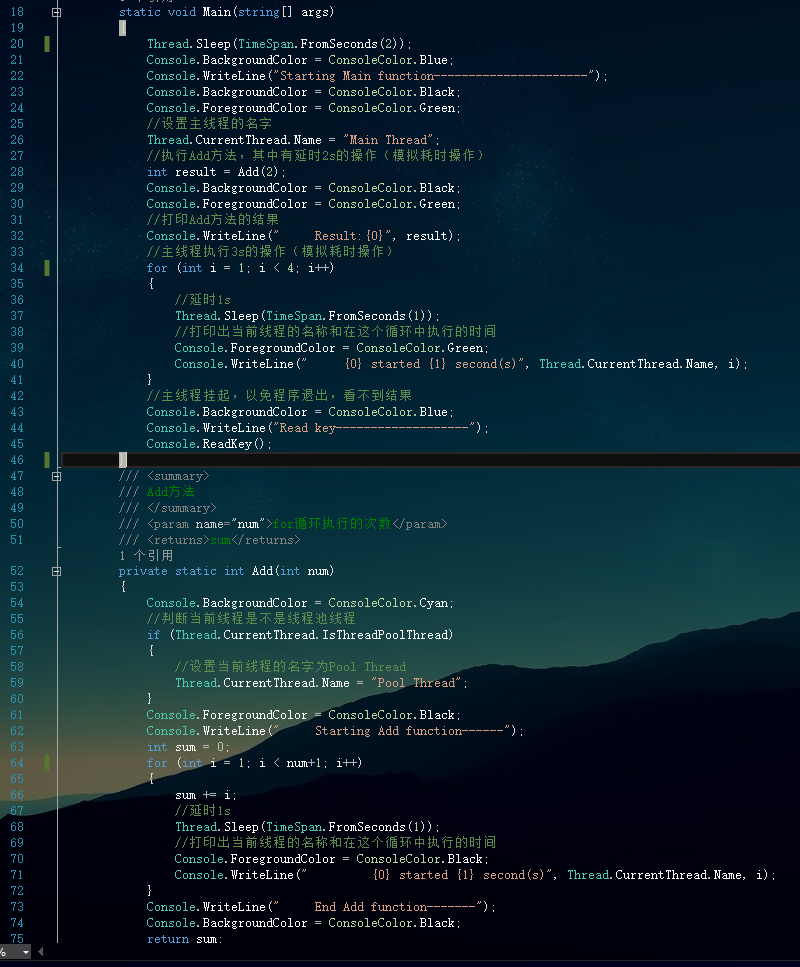 18 static void Main(string[] args)
19 {
20 Thread.Sleep(TimeSpan.FromSeconds(2));
21 Console.BackgroundColor = ConsoleColor.Blue;
22 Console.WriteLine("Starting Main function----------------------");
23 Console.BackgroundColor = ConsoleColor.Black;
24 Console.ForegroundColor = ConsoleColor.Green;
25 //设置主线程的名字
26 Thread.CurrentThread.Name = "Main Thread";
27 //执行Add方法，其中有延时2s的操作（模拟耗时操作）
28 int result = Add(2);
29 Console.BackgroundColor = ConsoleColor.Black;
30 Console.ForegroundColor = ConsoleColor.Green;
31 //打印Add方法的结果
32 Console.WriteLine("     Result:{0}", result);
33 //主线程执行3s的操作（模拟耗时操作）
34 for (int i = 1; i < 4; i++)
35 {
36 //延时1s
37 Thread.Sleep(TimeSpan.FromSeconds(1));
38 //打印出当前线程的名称和在这个循环中执行的时间
39 Console.ForegroundColor = ConsoleColor.Green;
40 Console.WriteLine("     {0} started {1} second(s)", Thread.CurrentThread.Name, i);
41 }
42 //主线程挂起，以免程序退出，看不到结果
43 Console.BackgroundColor = ConsoleColor.Blue;
44 Console.WriteLine("Read key-------------------");
45 Console.ReadKey();
46 }
47 /// <summary>
48 /// Add方法
49 /// </summary>
50 /// <param name="num">for循环执行的次数</param>
51 /// <returns>sum</returns>
1 个引用
52 private static int Add(int num)
53 {
54 Console.BackgroundColor = ConsoleColor.Cyan;
55 //判断当前线程是不是线程池线程
56 if (Thread.CurrentThread.IsThreadPoolThread)
57 {
58 //设置当前线程的名字为Pool Thread
59 Thread.CurrentThread.Name = "Pool Thread";
60 }
61 Console.ForegroundColor = ConsoleColor.Black;
62 Console.WriteLine("     Starting Add function------");
63 int sum = 0;
64 for (int i = 1; i < num+1; i++)
65 {
66 sum += i;
67 //延时1s
68 Thread.Sleep(TimeSpan.FromSeconds(1));
69 //打印出当前线程的名称和在这个循环中执行的时间
70 Console.ForegroundColor = ConsoleColor.Black;
71 Console.WriteLine("         {0} started {1} second(s)", Thread.CurrentThread.Name, i);
72 }
73 Console.WriteLine("     End Add function-------");
74 Console.BackgroundColor = ConsoleColor.Black;
75 return sum;
%